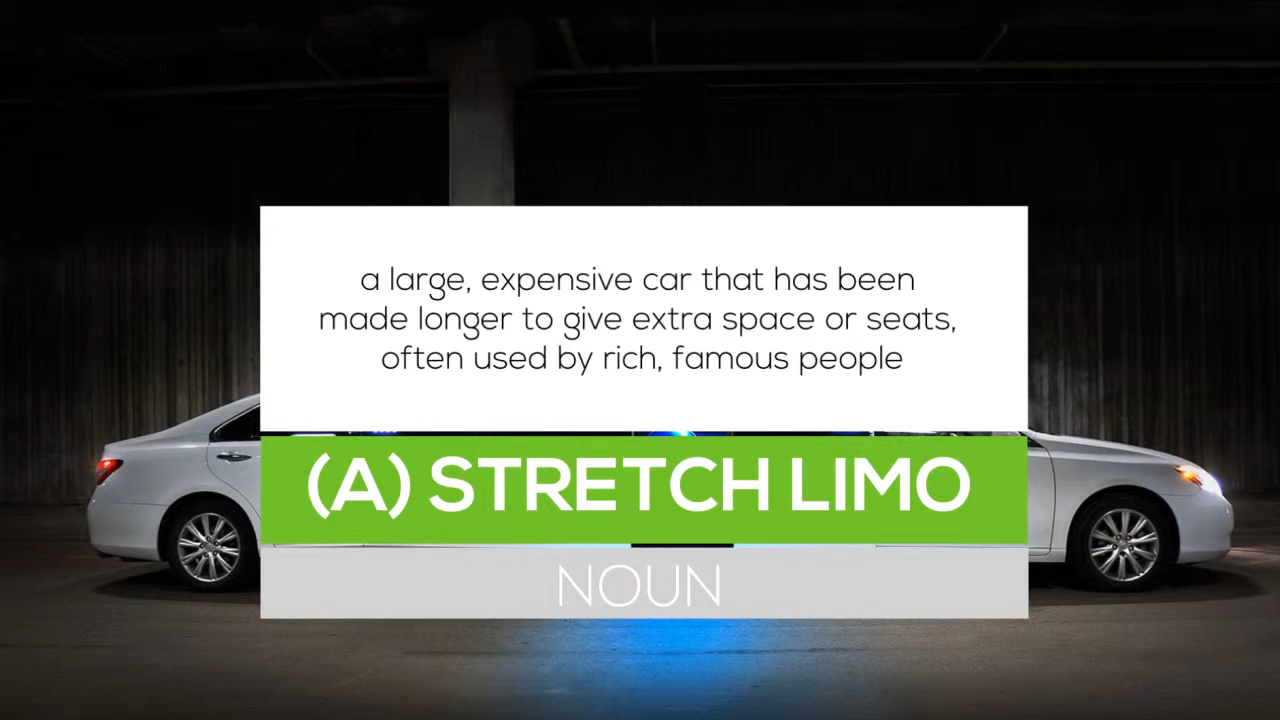 a large, expensive car that has been
made longer to give extra space or seats,
often used by rich, famous people
(A) STRETCH LIMO
NOUN